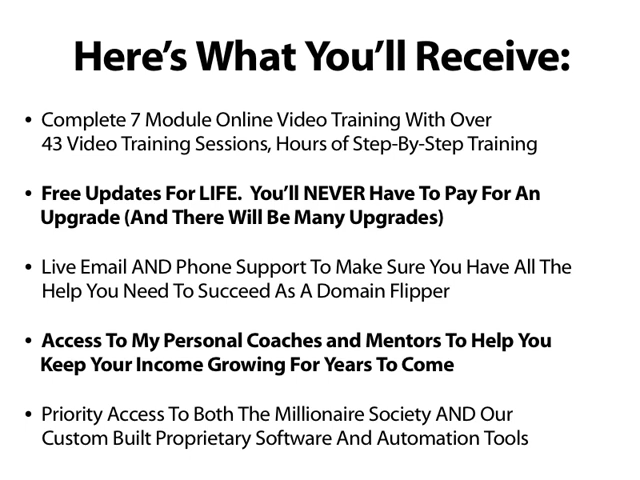 Here's What You'll Receive:
• Complete 7 Module Online Video Training With Over
43 Video Training Sessions, Hours of Step-By-Step Training
• Free Updates For LIFE.  You'll NEVER Have To Pay For An
Upgrade (And There Will Be Many Upgrades)
• Live Email AND Phone Support To Make Sure You Have All The
Help You Need To Succeed As A Domain Flipper
• Access To My Personal Coaches and Mentors To Help You
Keep Your Income Growing For Years To Come
• Priority Access To Both The Millionaire Society AND Our
Custom Built Proprietary Software And Automation Tools